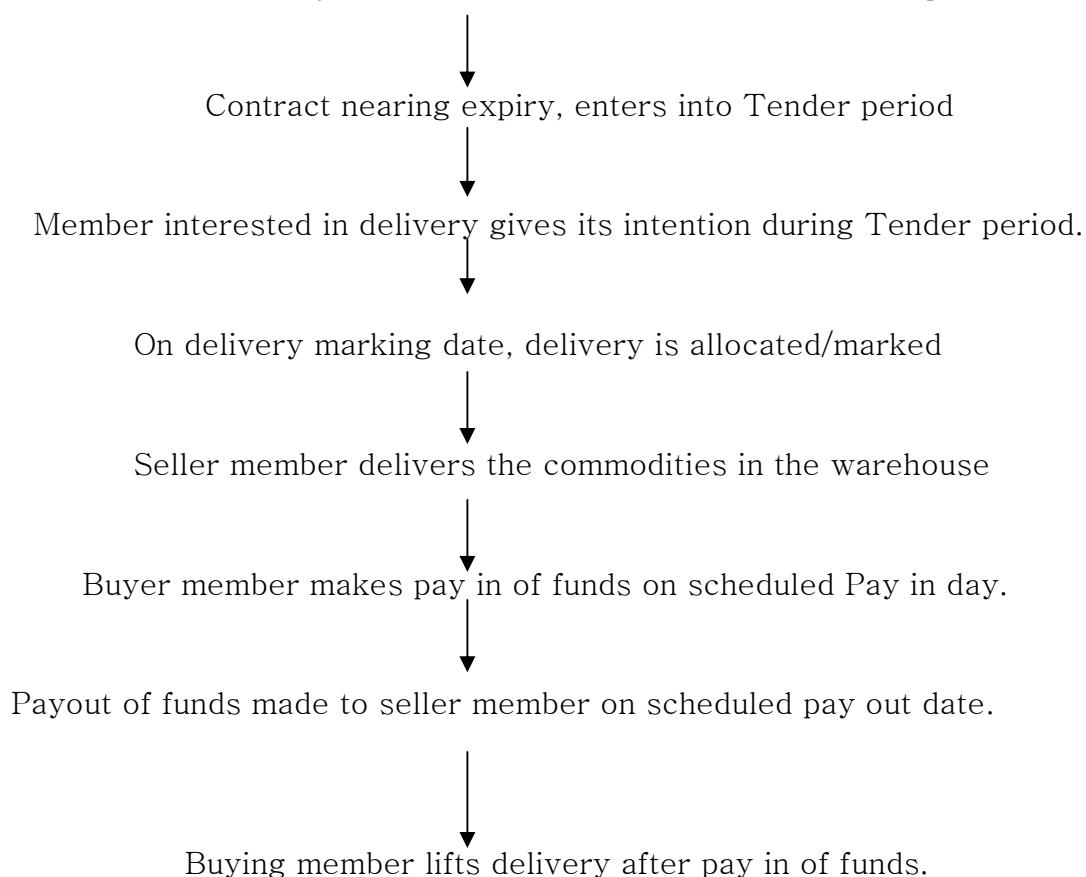 Contract nearing expiry, enters into Tender period
Member interested in delivery gives its intention during Tender period.
On delivery marking date, delivery is allocated/marked
Seller member delivers the commodities in the warehouse
Buyer member makes pay in of funds on scheduled Pay in day.
Payout of funds made to seller member on scheduled pay out date.
Buying member lifts delivery after pay in of funds.